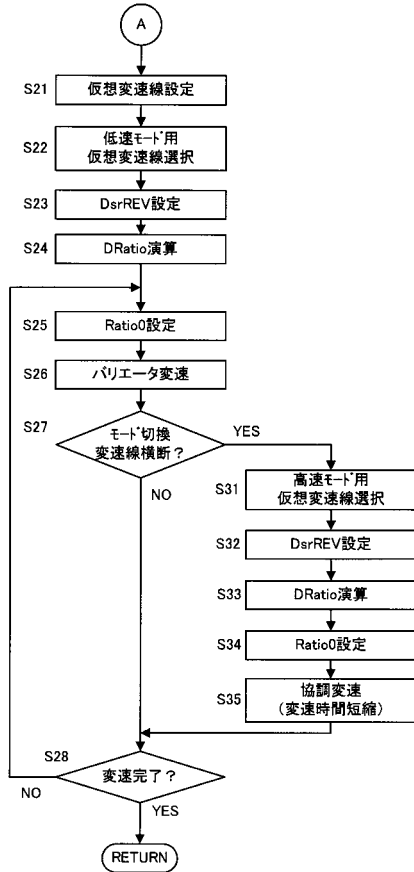 A
S21
仮想変速線設定
S22
低速モード用
仮想変速線選択
S23
DsrREV設定
S24
DRatio演算
S25
Ratio0設定
S26
バリエータ変速
S27
モード切換
変速線横断?
YES
NO
S31
高速モード用
仮想変速線選択
S32
DsrREV設定
S33
DRatio演算
S34
Ratio0設定
S35
協調変速
(変速時間短縮)
S28
変速完了?
NO
YES
RETURN